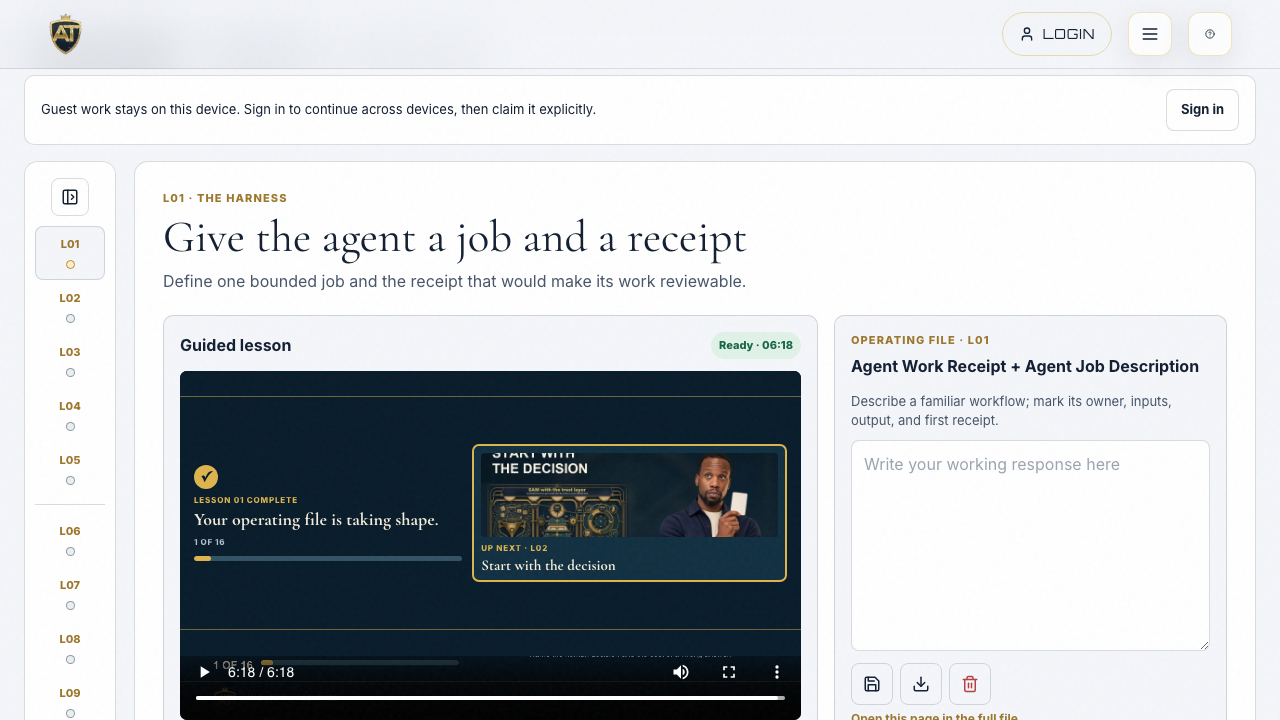 AT
LOGIN
Guest work stays on this device. Sign in to continue across devices, then claim it explicitly.
Sign in
L01
L02
L03
L04
L05
L06
L07
L08
L09
L01 · THE HARNESS
Give the agent a job and a receipt
Define one bounded job and the receipt that would make its work reviewable.
Guided lesson
Ready · 06:18
LESSON 01 COMPLETE
Your operating file is taking shape.
1 OF 16
START WITH
THE DECISION
UP NEXT · L02
Start with the decision
1 OF 16
6:18 / 6:18
OPERATING FILE · L01
Agent Work Receipt + Agent Job Description
Describe a familiar workflow; mark its owner, inputs,
output, and first receipt.
Write your working response here
Open this page in the full file